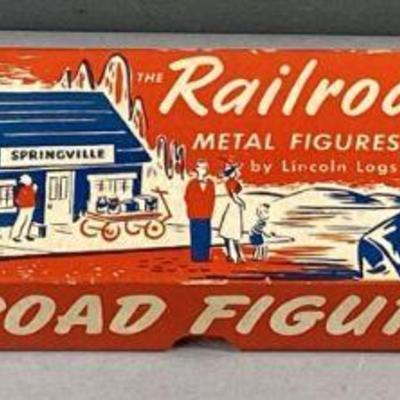 THE Railroa
METAL FIGURES
by Lincoln Logs
SPRINGVILLE
ROAD FIGU